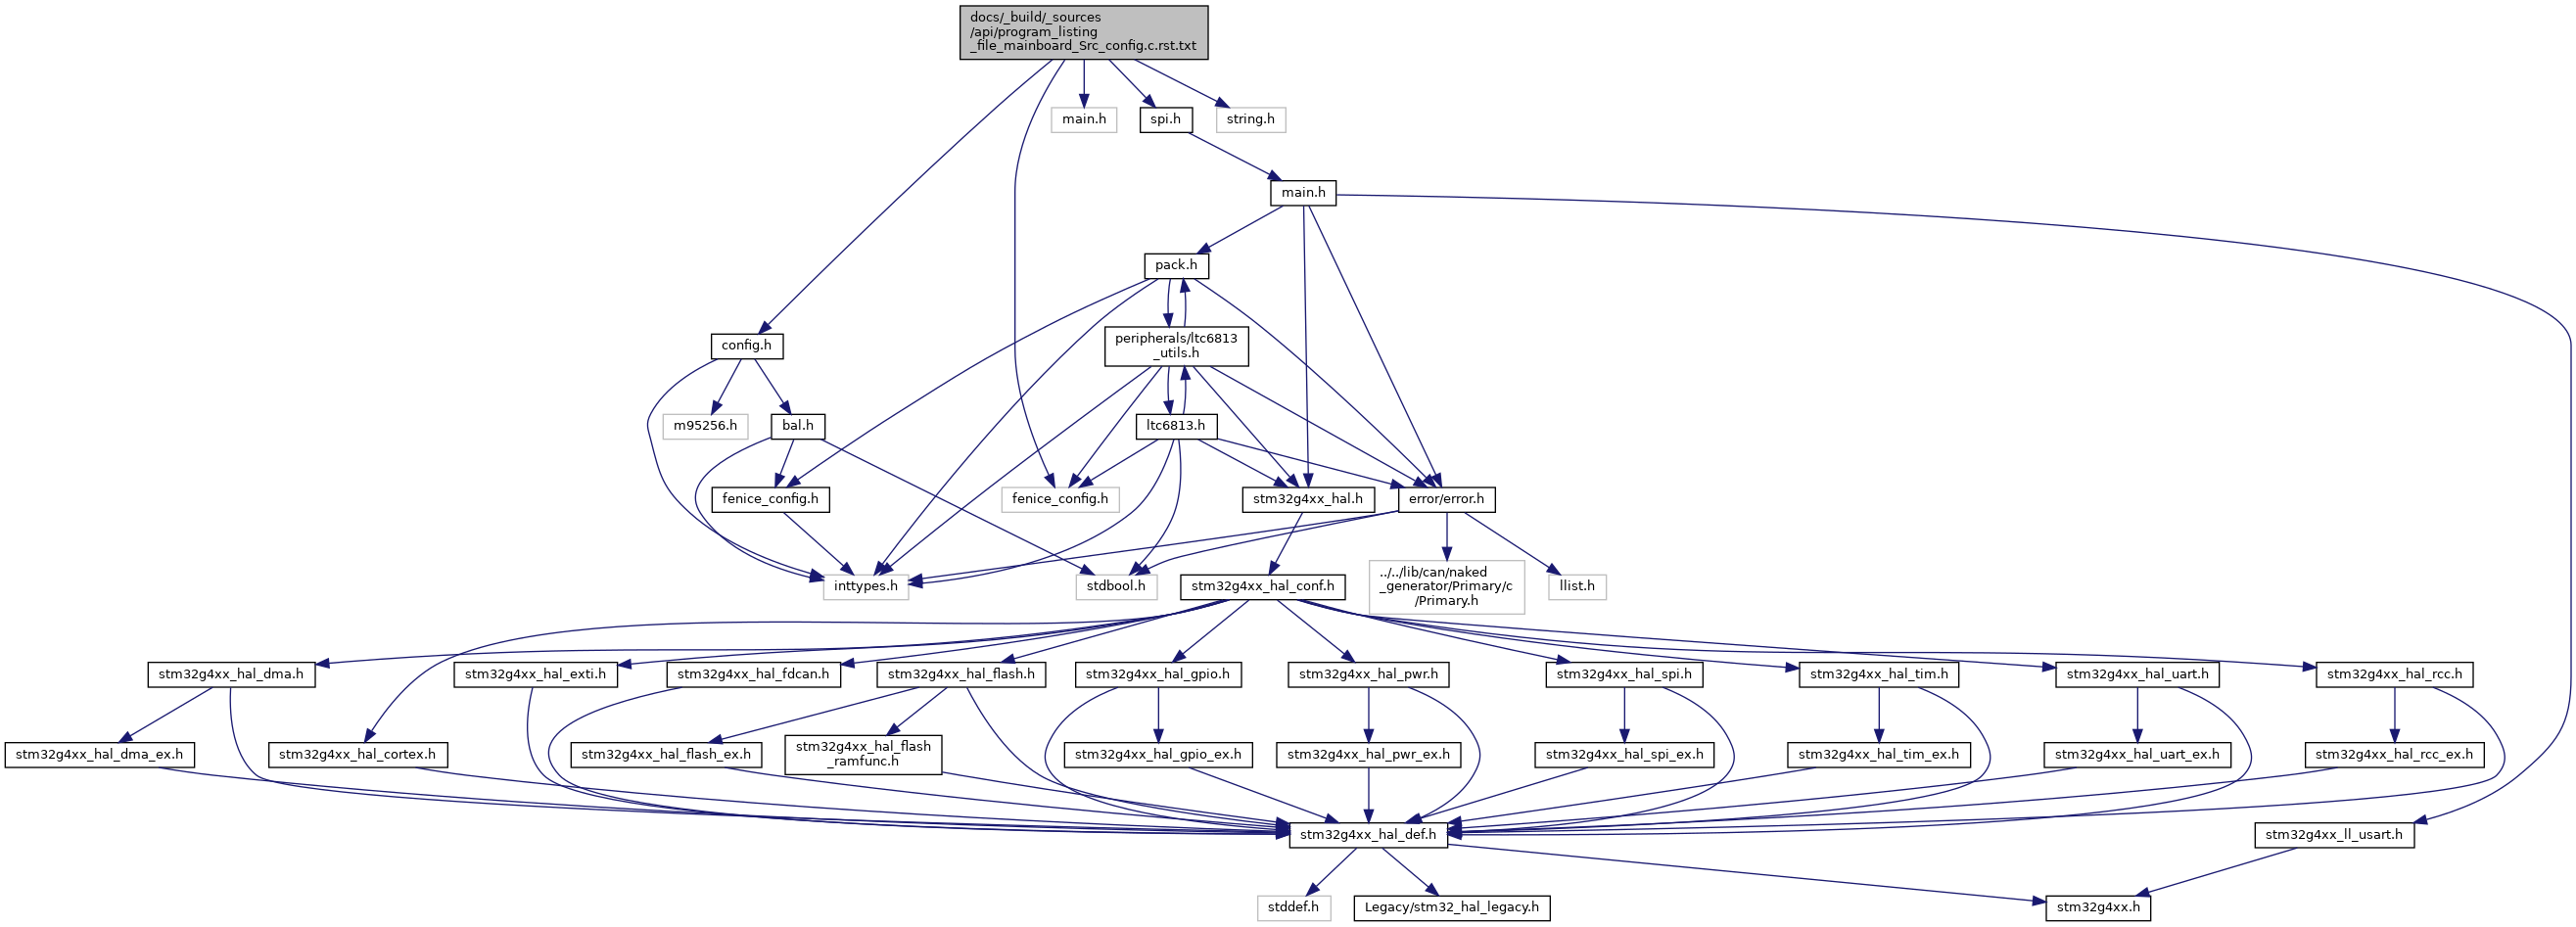 docs/_build/_sources
/api/program_listing
_file_mainboard_Src_config.c.rst.txt
main.h
spi.h
string.h
main.h
pack.h
config.h
peripherals/ltc6813
_utils.h
m95256.h
bal.h
ltc6813.h
fenice_config.h
fenice_config.h
stm32g4xx_hal.h
error/error.h
inttypes.h
stdbool.h
stm32g4xx_hal_conf.h
../../lib/can/naked
_generator/Primary/c
/Primary.h
llist.h
stm32g4xx_hal_dma.h
stm32g4xx_hal_exti.h
stm32g4xx_hal_fdcan.h
stm32g4xx_hal_flash.h
stm32g4xx_hal_gpio.h
stm32g4xx_hal_pwr.h
stm32g4xx_hal_spi.h
stm32g4xx_hal_tim.h
stm32g4xx_hal_uart.h
stm32g4xx_hal_rcc.h
stm32g4xx_hal_dma_ex.h
stm32g4xx_hal_cortex.h
stm32g4xx_hal_flash_ex.h
stm32g4xx_hal_flash
_ramfunc.h
stm32g4xx_hal_gpio_ex.h
stm32g4xx_hal_pwr_ex.h
stm32g4xx_hal_spi_ex.h
stm32g4xx_hal_tim_ex.h
stm32g4xx_hal_uart_ex.h
stm32g4xx_hal_rcc_ex.h
stm32g4xx_hal_def.h
stm32g4xx_ll_usart.h
stddef.h
Legacy/stm32_hal_legacy.h
stm32g4xx.h